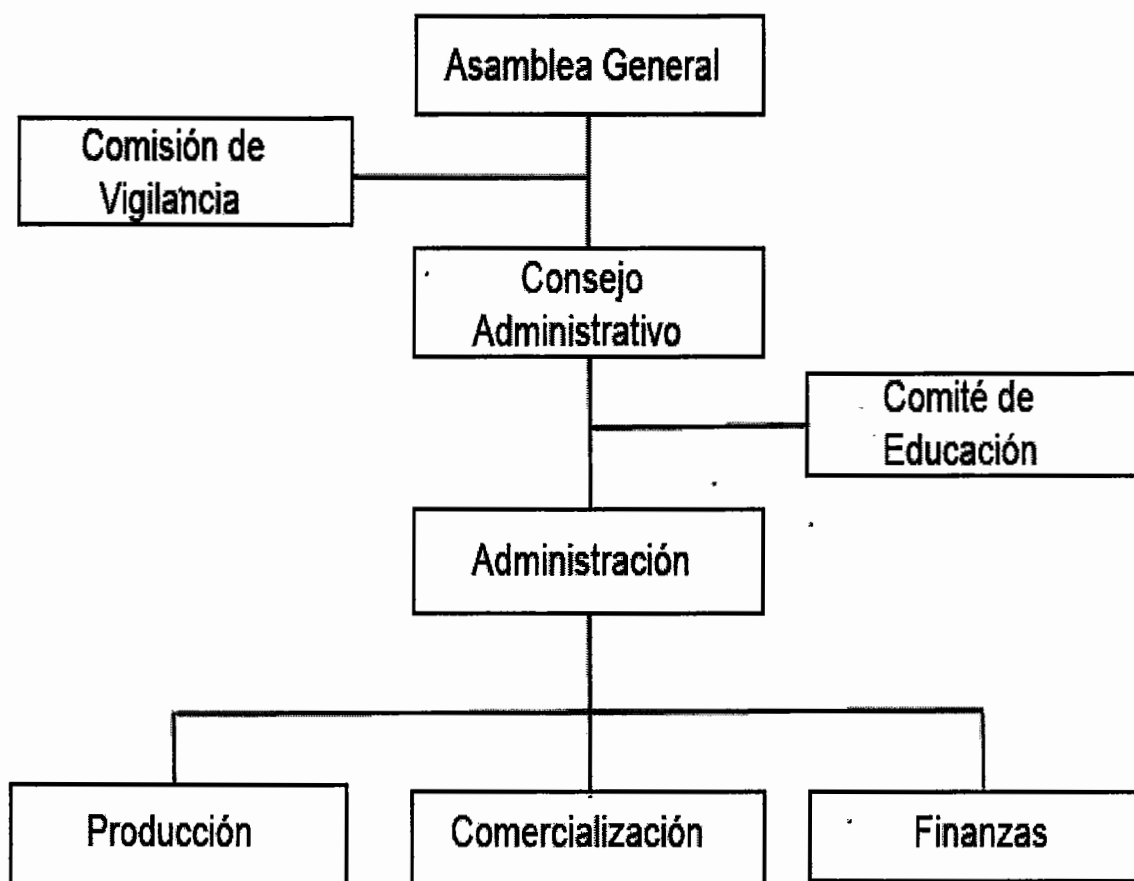 Asamblea General
Comisión de
Vigilancia
Consejo
Administrativo
Comité de
Educación
Administración
Producción
Comercialización
Finanzas